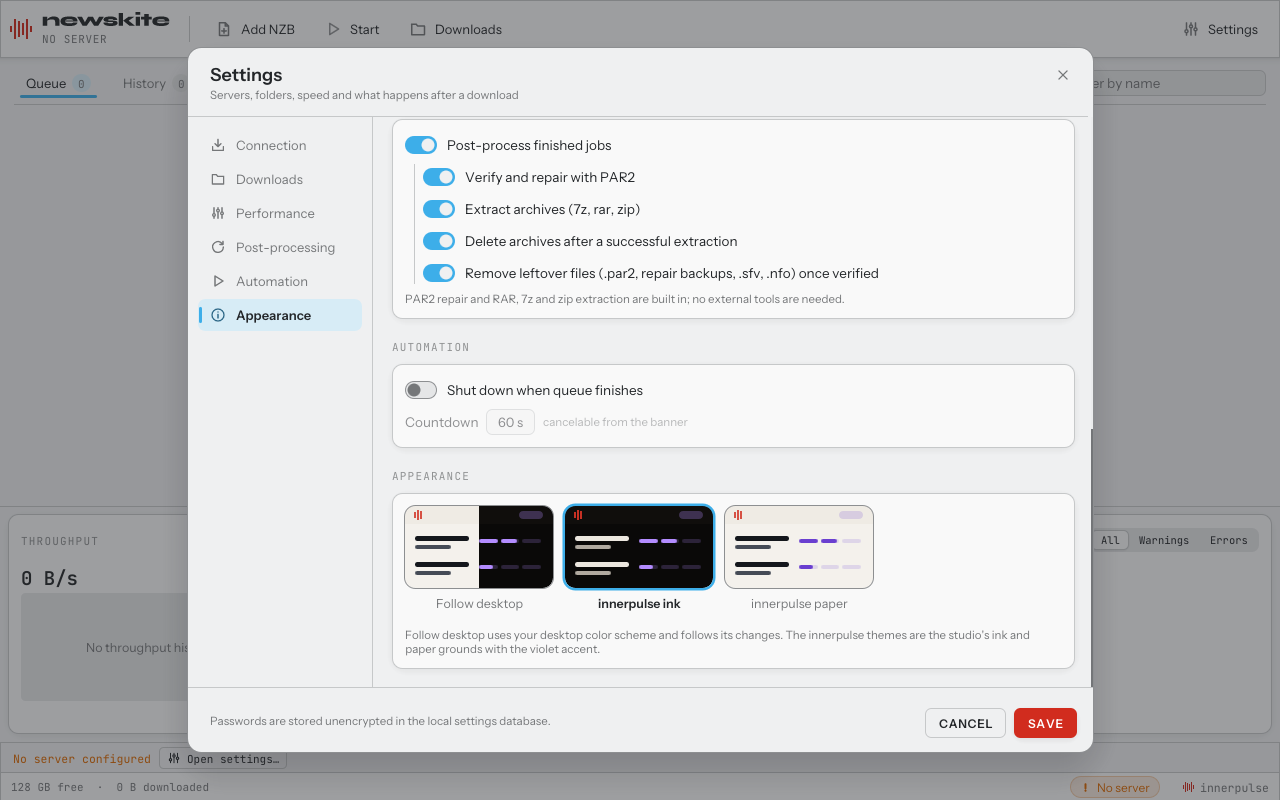 newskite
NO SERVER
Add NZB
Start
Downloads
Settings
Queue 0
History 0
er by name
Settings
Servers, folders, speed and what happens after a download
Connection
Downloads
Performance
Post-processing
Automation
Appearance
Post-process finished jobs
Verify and repair with PAR2
Extract archives (7z, rar, zip)
Delete archives after a successful extraction
Remove leftover files (.par2, repair backups, .sfv, .nfo) once verified
PAR2 repair and RAR, 7z and zip extraction are built in; no external tools are needed.
AUTOMATION
Shut down when queue finishes
Countdown 60 s cancelable from the banner
APPEARANCE
Follow desktop
innerpulse ink
innerpulse paper
Follow desktop uses your desktop color scheme and follows its changes. The innerpulse themes are the studio's ink and
paper grounds with the violet accent.
Passwords are stored unencrypted in the local settings database.
CANCEL
SAVE
THROUGHPUT
0 B/s
No throughput his
All
Warnings
Errors
No server configured
Open settings…
128 GB free · 0 B downloaded
! No server
innerpulse